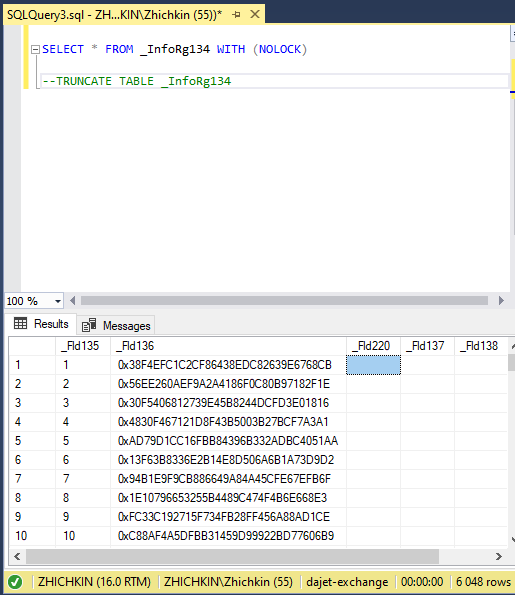 SQLQuery3.sql - ZH...KIN\Zhichkin (55))*
SELECT * FROM _InfoRg134 WITH (NOLOCK)
--TRUNCATE TABLE _InfoRg134
100 %
Results Messages
_Fld135 _Fld136 _Fld220 _Fld137 _Fld138
1 1 0x38F4EFC1C2CF86438EDC82639E6768CB
2 2 0x56EE260AEF9A2A4186F0C80B97182F1E
3 3 0x30F5406812739E45B8244DCFD3E01816
4 4 0x4830F467121D8F43B5003B27BCF7A3A1
5 5 0xAD79D1CC16FBB84396B332ADBC4051AA
6 6 0x13F63B8336E2B14E8D506A6B1A73D9D2
7 7 0x94B1E9F9CB886649A84A45CFE67EFB6F
8 8 0x1E10796653255B4489C474F4B6E668E3
9 9 0xFC33C192715F734FB28FF456A88AD1CE
10 10 0xC88AF4A5DFBB31459D99922BD77606B9
ZHICHKIN (16.0 RTM) ZHICHKIN\Zhichkin (55) dajet-exchange 00:00:00 6 048 rows